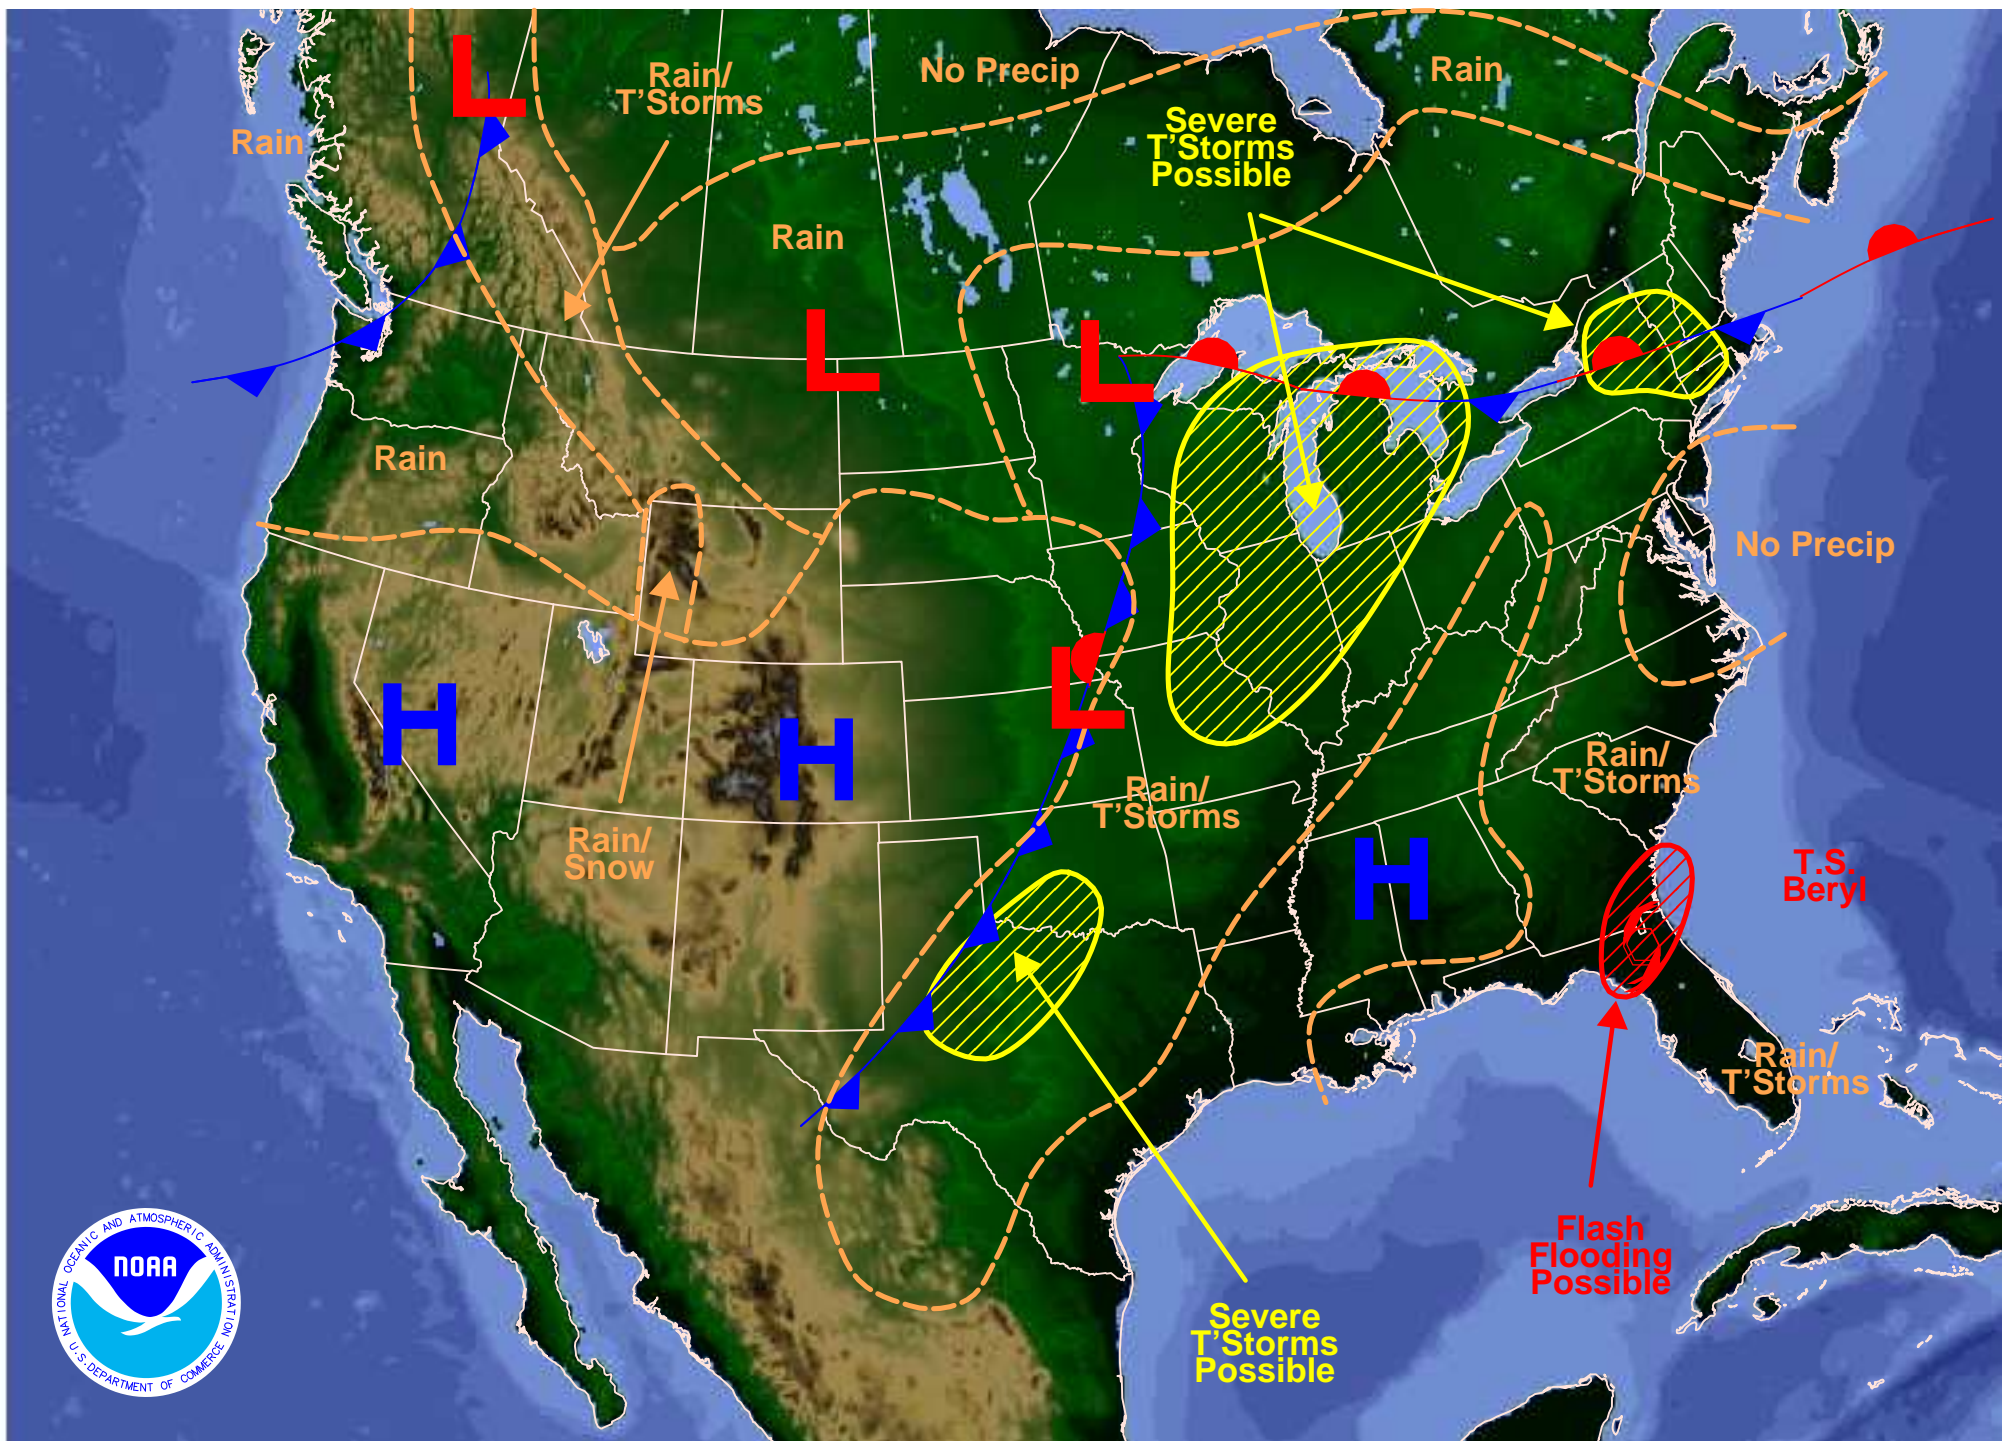 L
Rain/
T'Storms
No Precip
Rain
Rain
Severe
T'Storms
Possible
Rain
L
L
Rain
No Precip
L
H
H
Rain/
T'Storms
Rain/
T'Storms
Rain/
Snow
H
T.S.
Beryl
Rain/
T'Storms
Flash
Flooding
Possible
Severe
T'Storms
Possible
NATIONAL OCEANIC AND ATMOSPHERIC ADMINISTRATION
NOAA
U.S. DEPARTMENT OF COMMERCE